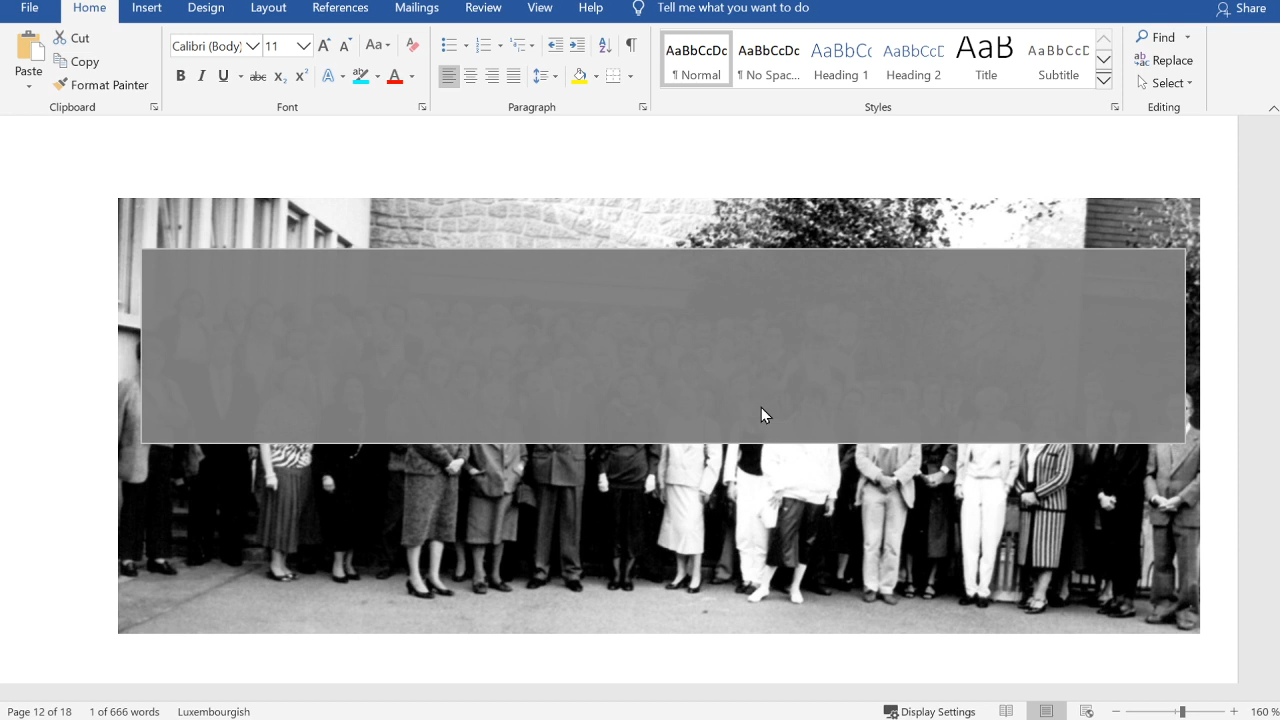 File Home Insert Design Layout References Mailings Review View Help Tell me what you want to do Share
Paste
Cut
Copy
Format Painter
Clipboard
Calibri (Body) 11
Aa
B I U abc x₂ x² A A
Font
Paragraph
AaBbCcDc AaBbCcDc AaBbCc AaBbCcD AaB AaBbCcD
¶ Normal ¶ No Spac... Heading 1 Heading 2 Title Subtitle
Styles
Find
Replace
Select
Editing
Page 12 of 18 1 of 666 words Luxembourgish Display Settings 160 %